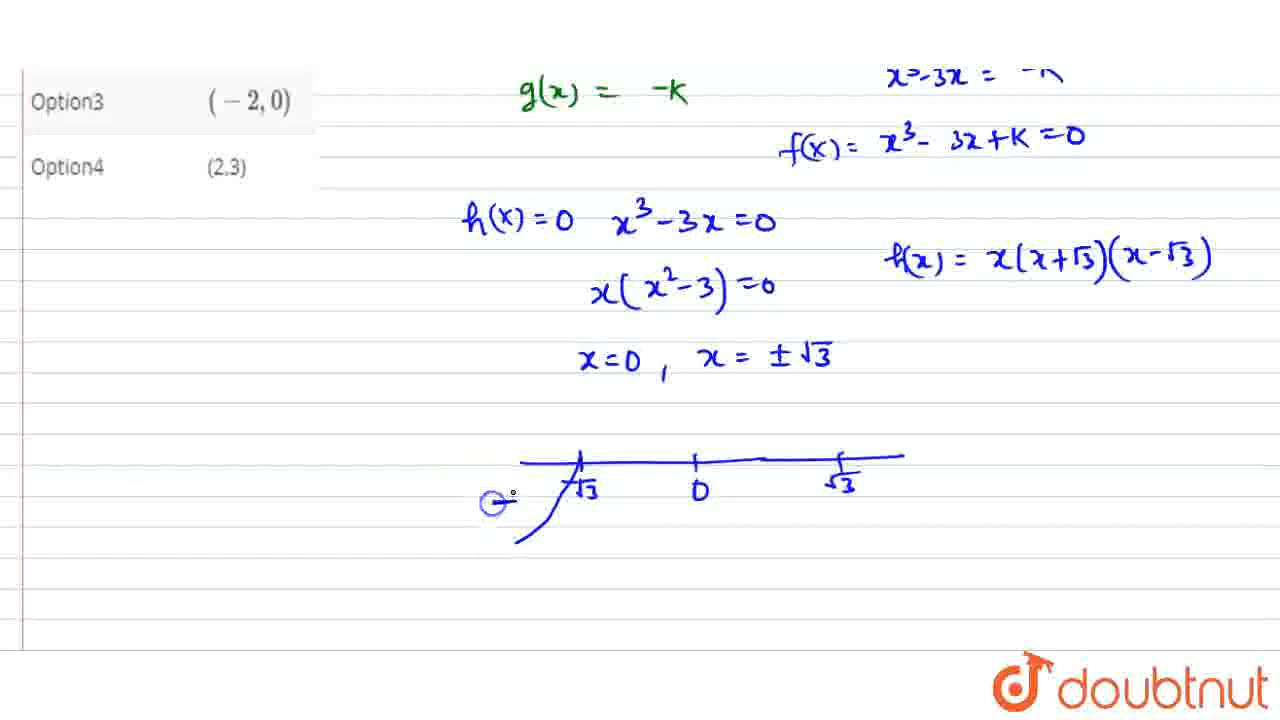 Option3 (−2,0)
g(x) = -K
x³-3x = -K
f(x) = x³- 3x+K=0
Option4 (2,3)
h(x)=0 x³-3x=0
h(x) = x(x+√3)(x-√3)
x(x²-3)=0
x=0, x = ±√3
-√3 0 √3
doubtnut